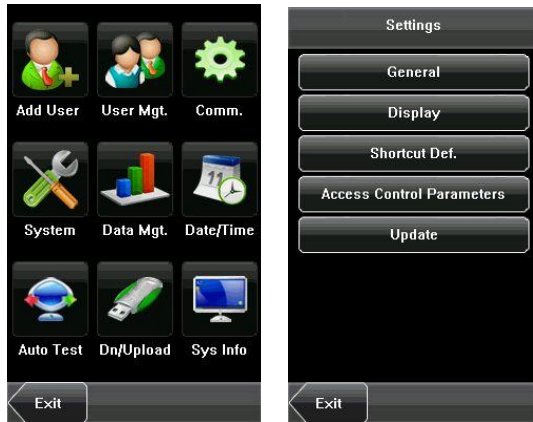 Add User User Mgt. Comm.
System Data Mgt. Date/Time
11
Auto Test Dn/Upload Sys Info
Exit
Settings
General
Display
Shortcut Def.
Access Control Parameters
Update
Exit